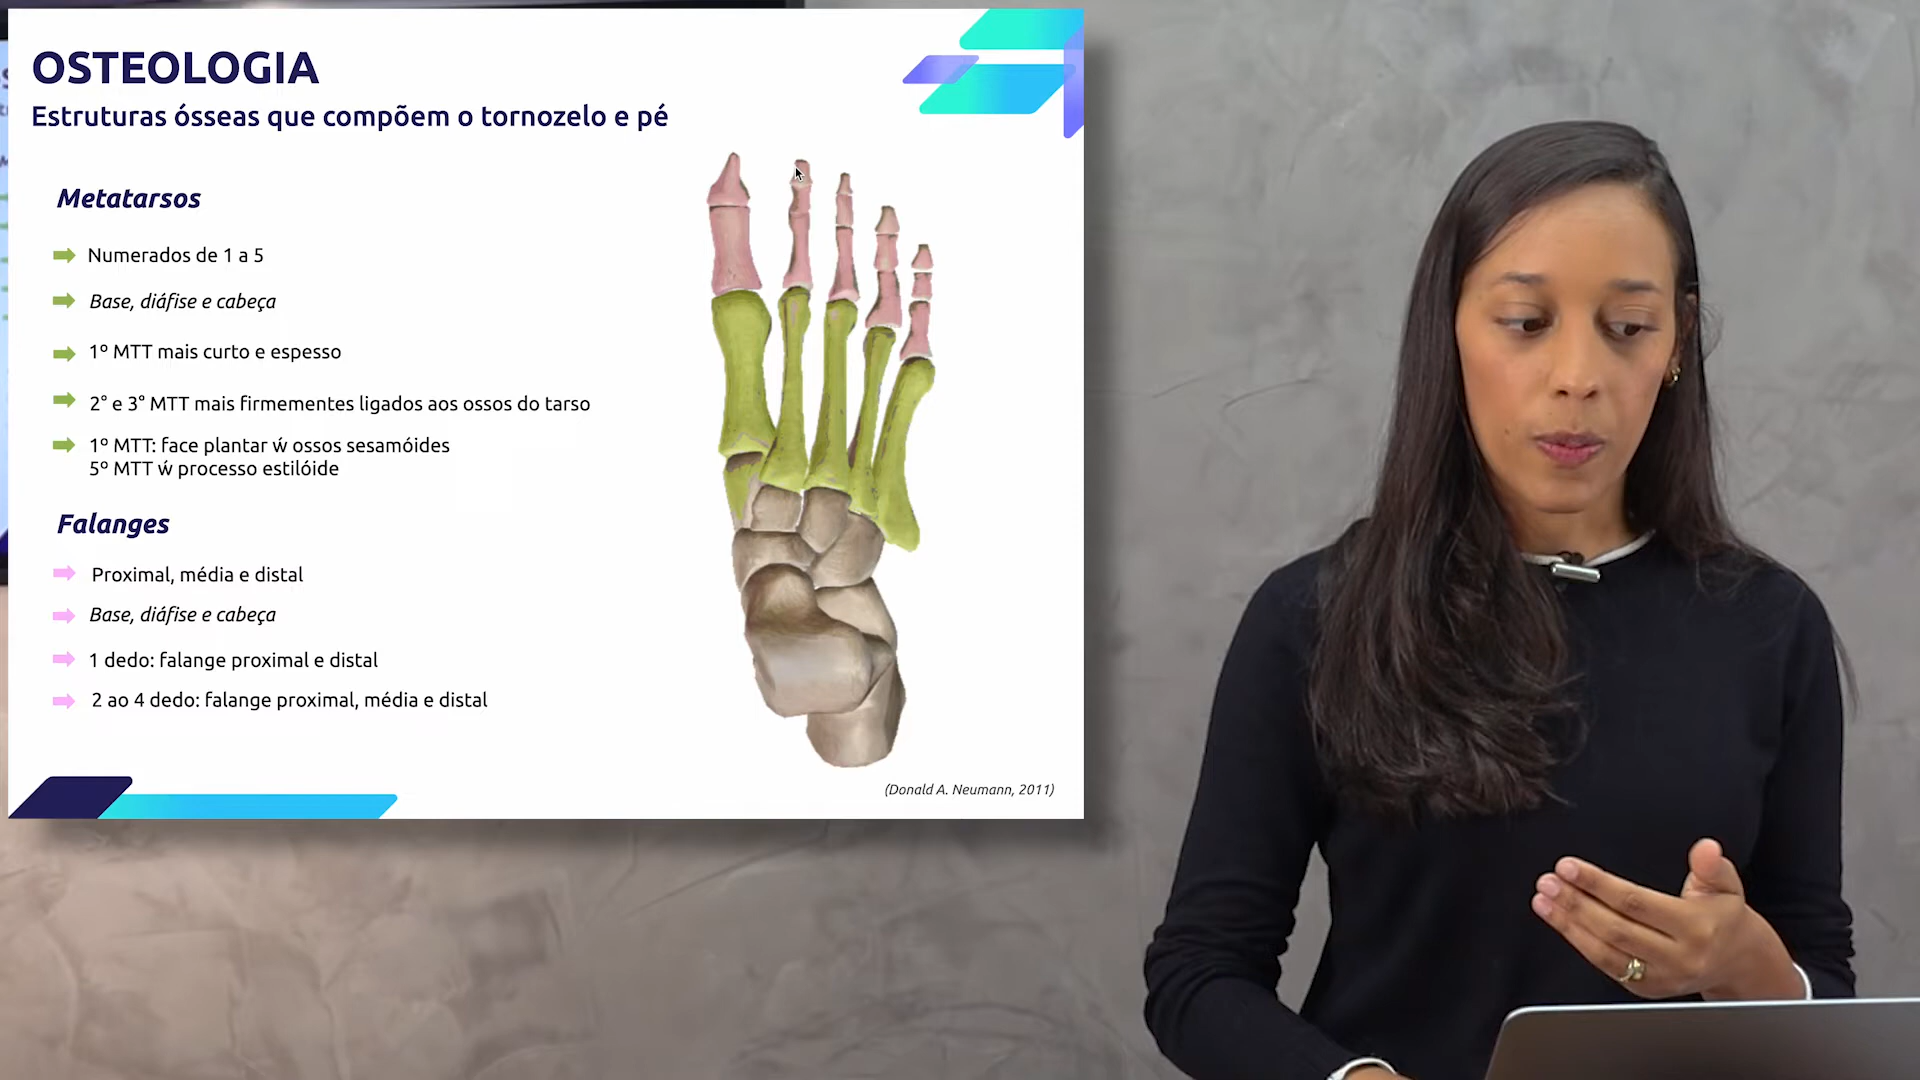 OSTEOLOGIA
Estruturas ósseas que compõem o tornozelo e pé
Metatarsos
Numerados de 1 a 5
Base, diáfise e cabeça
1º MTT mais curto e espesso
2° e 3° MTT mais firmementes ligados aos ossos do tarso
1º MTT: face plantar ẃ ossos sesamóides
5º MTT ẃ processo estilóide
Falanges
Proximal, média e distal
Base, diáfise e cabeça
1 dedo: falange proximal e distal
2 ao 4 dedo: falange proximal, média e distal
(Donald A. Neumann, 2011)